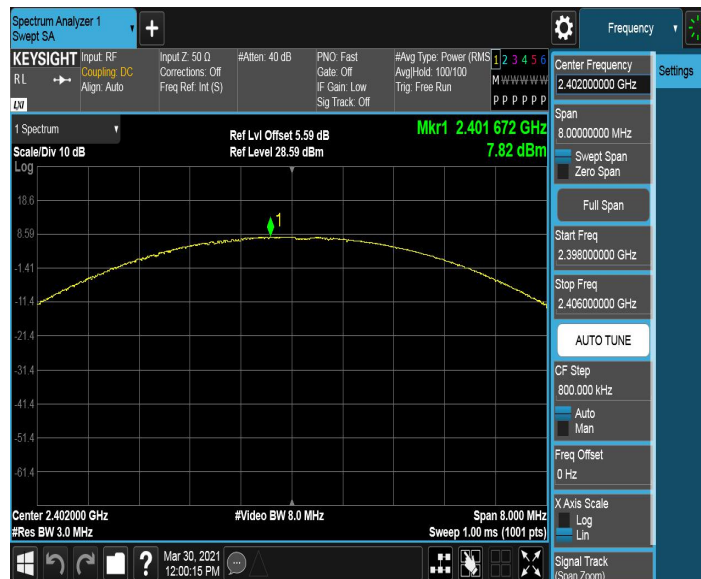 Spectrum Analyzer 1
Swept SA
+
Frequency
KEYSIGHT
RL
LXI
Input: RF
Coupling: DC
Align: Auto
Input Z: 50 Ω
Corrections: Off
Freq Ref: Int (S)
#Atten: 40 dB
PNO: Fast
Gate: Off
IF Gain: Low
Sig Track: Off
#Avg Type: Power (RMS
Avg|Hold: 100/100
Trig: Free Run
1 2 3 4 5 6
M W W W W W
P P P P P P
1 Spectrum
Scale/Div 10 dB
Log
Ref Lvl Offset 5.59 dB
Ref Level 28.59 dBm
Mkr1 2.401 672 GHz
7.82 dBm
18.6
8.59
-1.41
-11.4
-21.4
-31.4
-41.4
-51.4
-61.4
1
Center 2.402000 GHz
#Res BW 3.0 MHz
#Video BW 8.0 MHz
Span 8.000 MHz
Sweep 1.00 ms (1001 pts)
?
Mar 30, 2021
12:00:15 PM
Center Frequency
2.402000000 GHz
Settings
Span
8.00000000 MHz
Swept Span
Zero Span
Full Span
Start Freq
2.398000000 GHz
Stop Freq
2.406000000 GHz
AUTO TUNE
CF Step
800.000 kHz
Auto
Man
Freq Offset
0 Hz
X Axis Scale
Log
Lin
Signal Track
(Span Zoom)